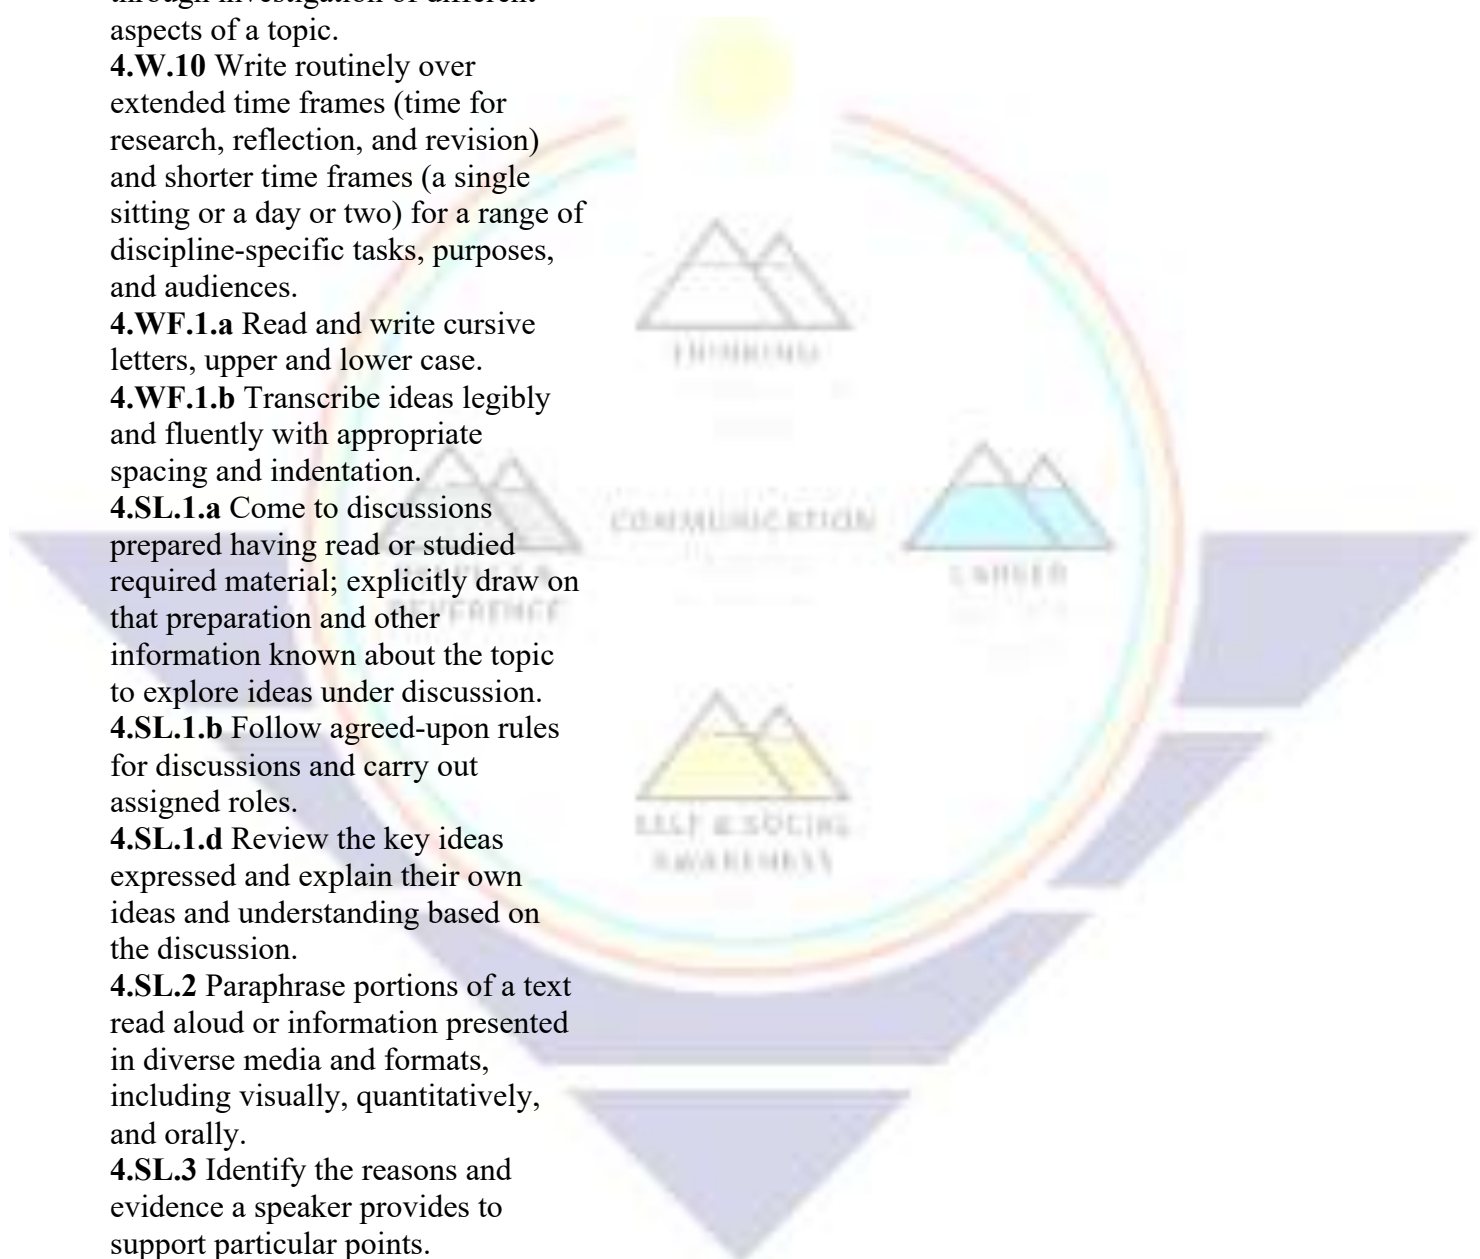 aspects of a topic.
4.W.10 Write routinely over
extended time frames (time for
research, reflection, and revision)
and shorter time frames (a single
sitting or a day or two) for a range of
discipline-specific tasks, purposes,
and audiences.
4.WF.1.a Read and write cursive
letters, upper and lower case.
4.WF.1.b Transcribe ideas legibly
and fluently with appropriate
spacing and indentation.
4.SL.1.a Come to discussions
prepared having read or studied
required material; explicitly draw on
that preparation and other
information known about the topic
to explore ideas under discussion.
4.SL.1.b Follow agreed-upon rules
for discussions and carry out
assigned roles.
4.SL.1.d Review the key ideas
expressed and explain their own
ideas and understanding based on
the discussion.
4.SL.2 Paraphrase portions of a text
read aloud or information presented
in diverse media and formats,
including visually, quantitatively,
and orally.
4.SL.3 Identify the reasons and
evidence a speaker provides to
support particular points.
THINKING
COMMUNICATION
CAREER
REVERENCE
SELF & SOCIAL
AWARENESS